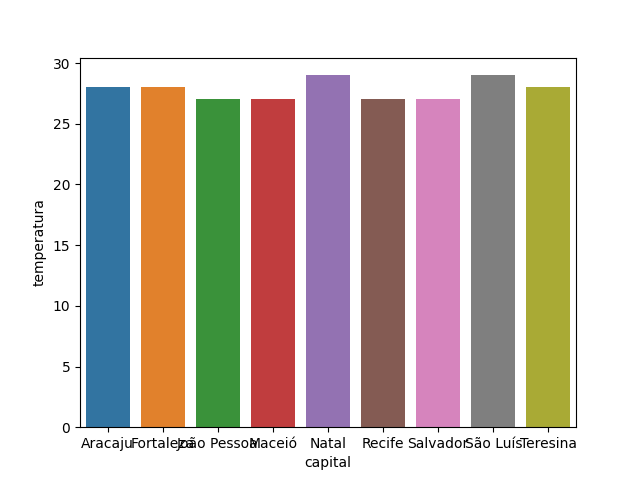 30
25
20
15
10
5
0
temperatura
Aracaju Fortaleza João Pessoa Maceió Natal Recife Salvador São Luís Teresina
capital